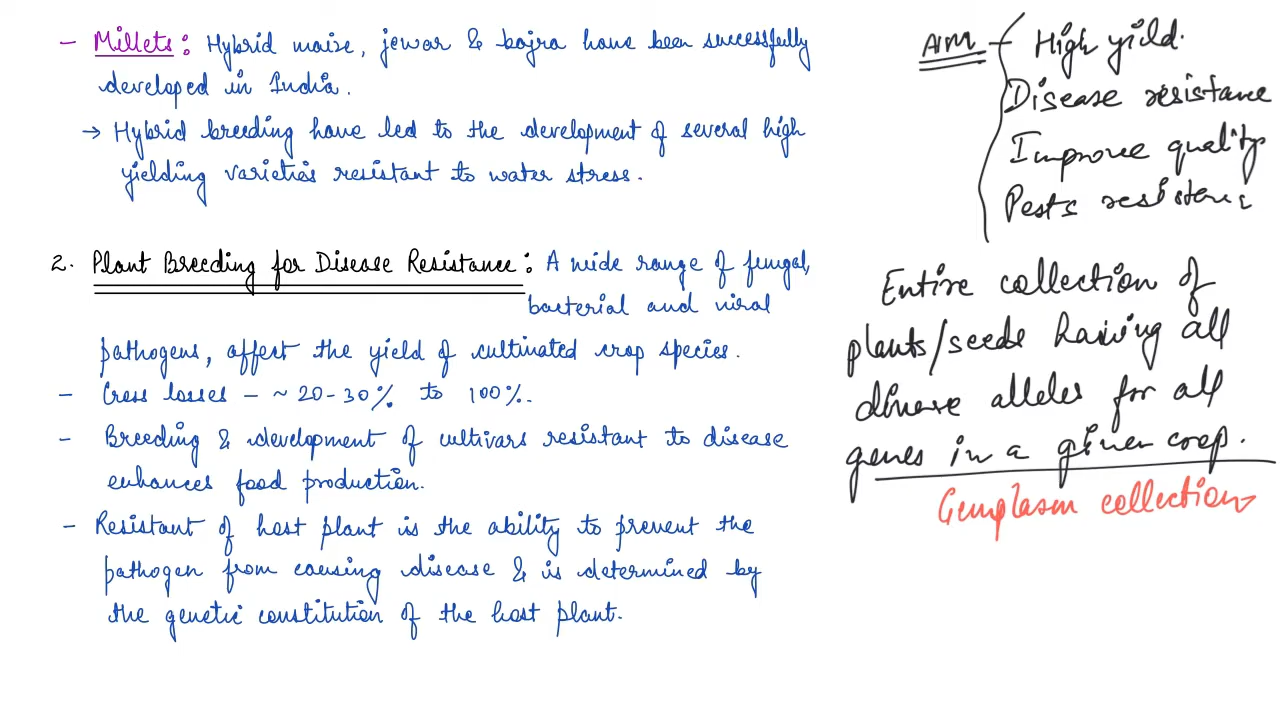 - Millets: Hybrid maize, jowar & bajra have been successfully
developed in India.
→ Hybrid breeding have led to the development of several high
yielding varieties resistant to water stress.
2. Plant Breeding for Disease Resistance: A wide range of fungal,
bacterial and viral
pathogens, affect the yield of cultivated crop species.
- Cross losses - ~ 20-30% to 100%.
- Breeding & development of cultivars resistant to disease
enhances food production.
- Resistant of host plant is the ability to prevent the
pathogen from causing disease & is determined by
the genetic constitution of the host plant.
AIM - High yield.
Disease resistance
Improve quality
Pests resistance
Entire collection of
plants/seeds having all
diverse alleles for all
genes in a given crop.
Germplasm collection